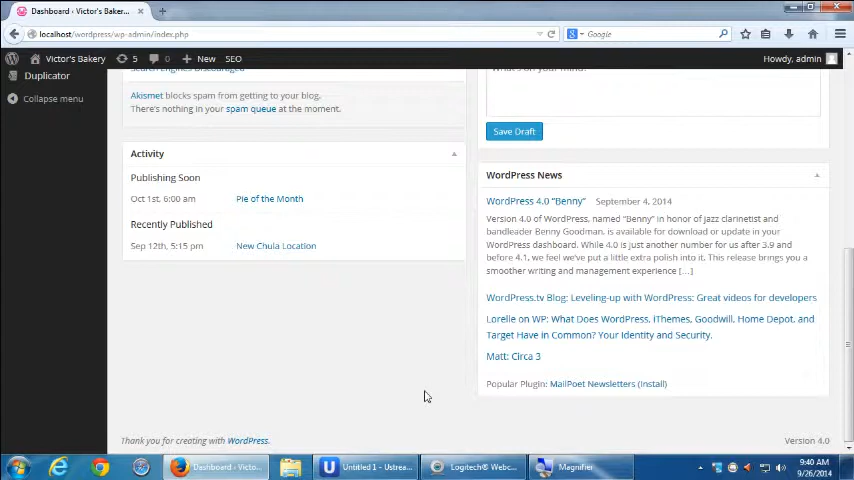 Dashboard ‹ Victor's Bakery...
localhost/wordpress/wp-admin/index.php
Google
Victor's Bakery
5
0
New
SEO
Howdy, admin
Duplicator
Collapse menu
Search Engines Discouraged
Akismet blocks spam from getting to your blog.
There's nothing in your spam queue at the moment.
What's on your mind?
Save Draft
Activity
Publishing Soon
Oct 1st, 6:00 am Pie of the Month
Recently Published
Sep 12th, 5:15 pm New Chula Location
WordPress News
WordPress 4.0 “Benny” September 4, 2014
Version 4.0 of WordPress, named “Benny” in honor of jazz clarinetist and
bandleader Benny Goodman, is available for download or update in your
WordPress dashboard. While 4.0 is just another number for us after 3.9 and
before 4.1, we feel we've put a little extra polish into it. This release brings you a
smoother writing and management experience […]
WordPress.tv Blog: Leveling-up with WordPress: Great videos for developers
Lorelle on WP: What Does WordPress, iThemes, Goodwill, Home Depot, and
Target Have in Common? Your Identity and Security.
Matt: Circa 3
Popular Plugin: MailPoet Newsletters (Install)
Thank you for creating with WordPress.
Version 4.0
Dashboard ‹ Victo...
Untitled 1 - Ustrea...
Logitech® Webc...
Magnifier
9:40 AM
9/26/2014